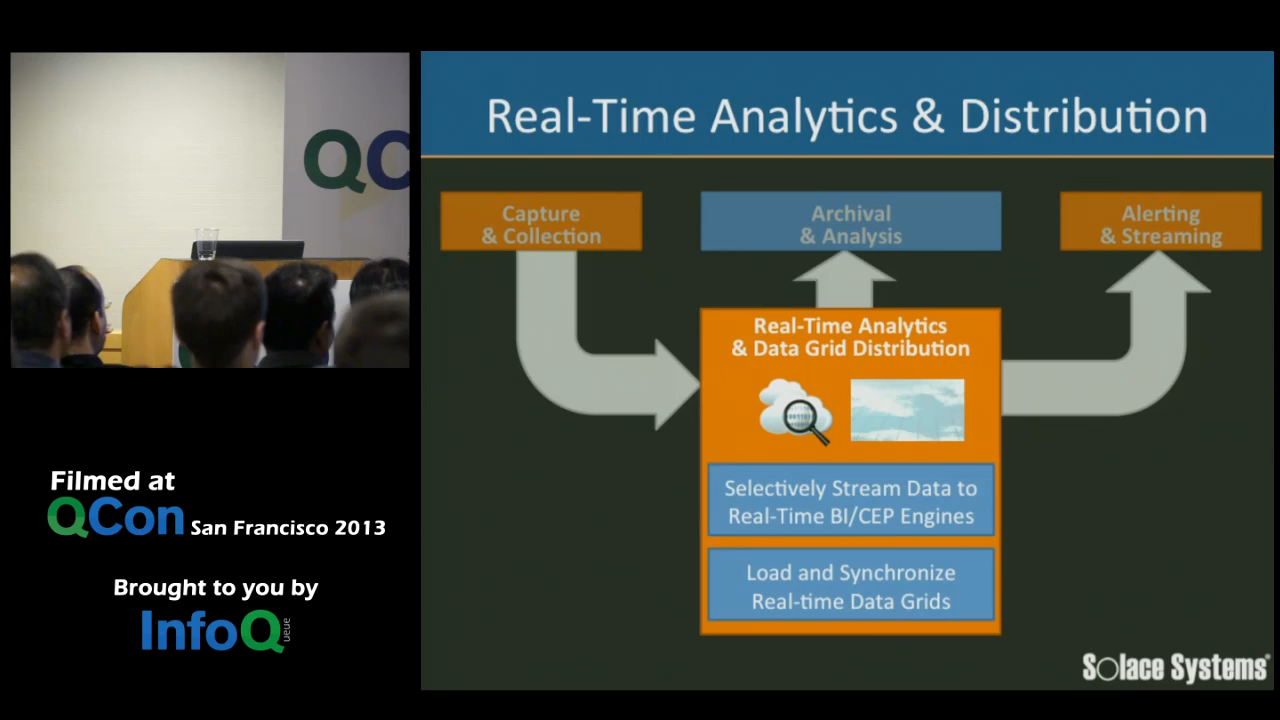 QC
Filmed at
QCon San Francisco 2013
Brought to you by
InfoQ
ueue
Real-Time Analytics & Distribution
Capture
& Collection
Archival
& Analysis
Alerting
& Streaming
Real-Time Analytics
& Data Grid Distribution
Selectively Stream Data to
Real-Time BI/CEP Engines
Load and Synchronize
Real-time Data Grids
Solace Systems®